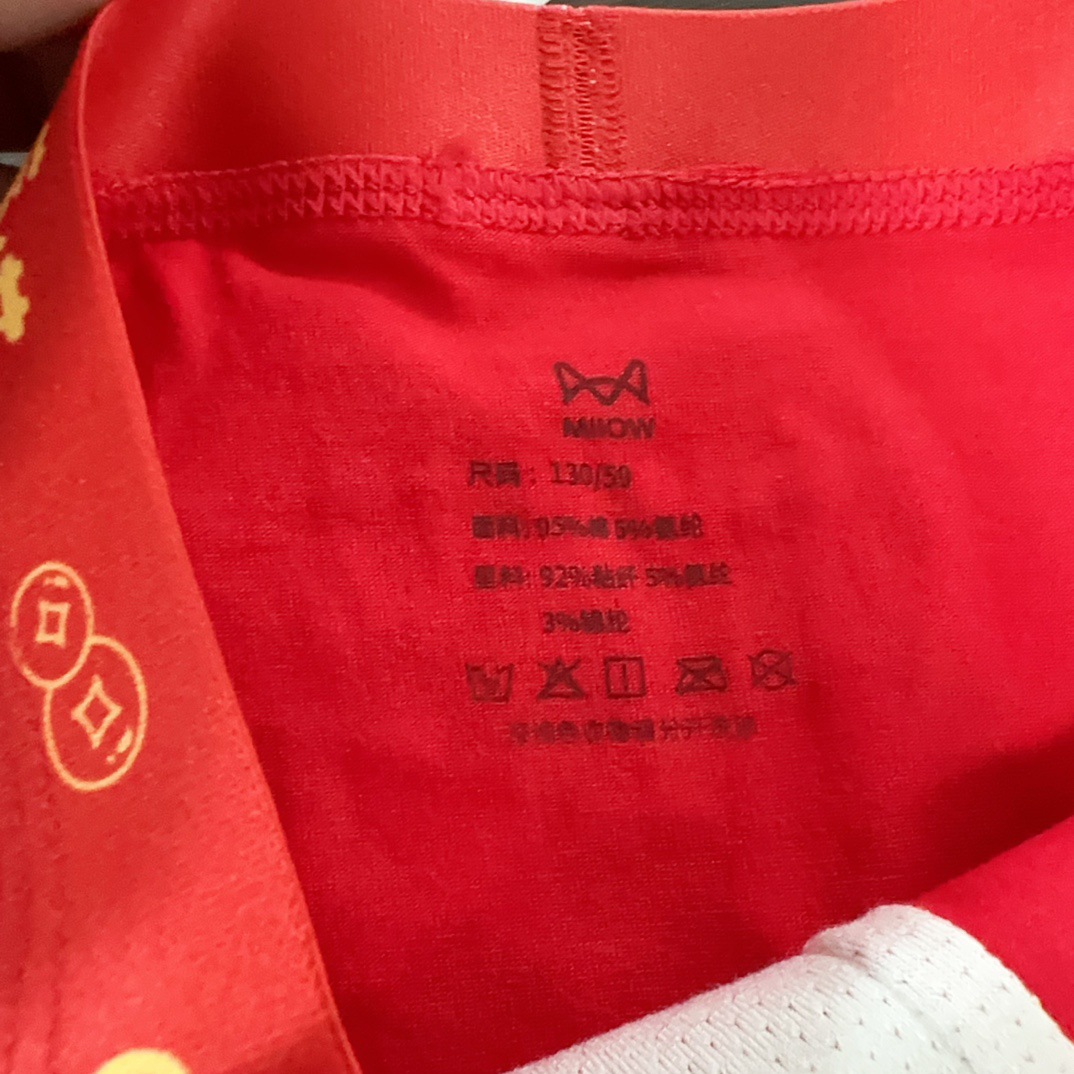 MiiOW
尺码：130/59
面料：95%棉 5%氨纶
里料：92%粘纤 5%氨纶
3%锦纶